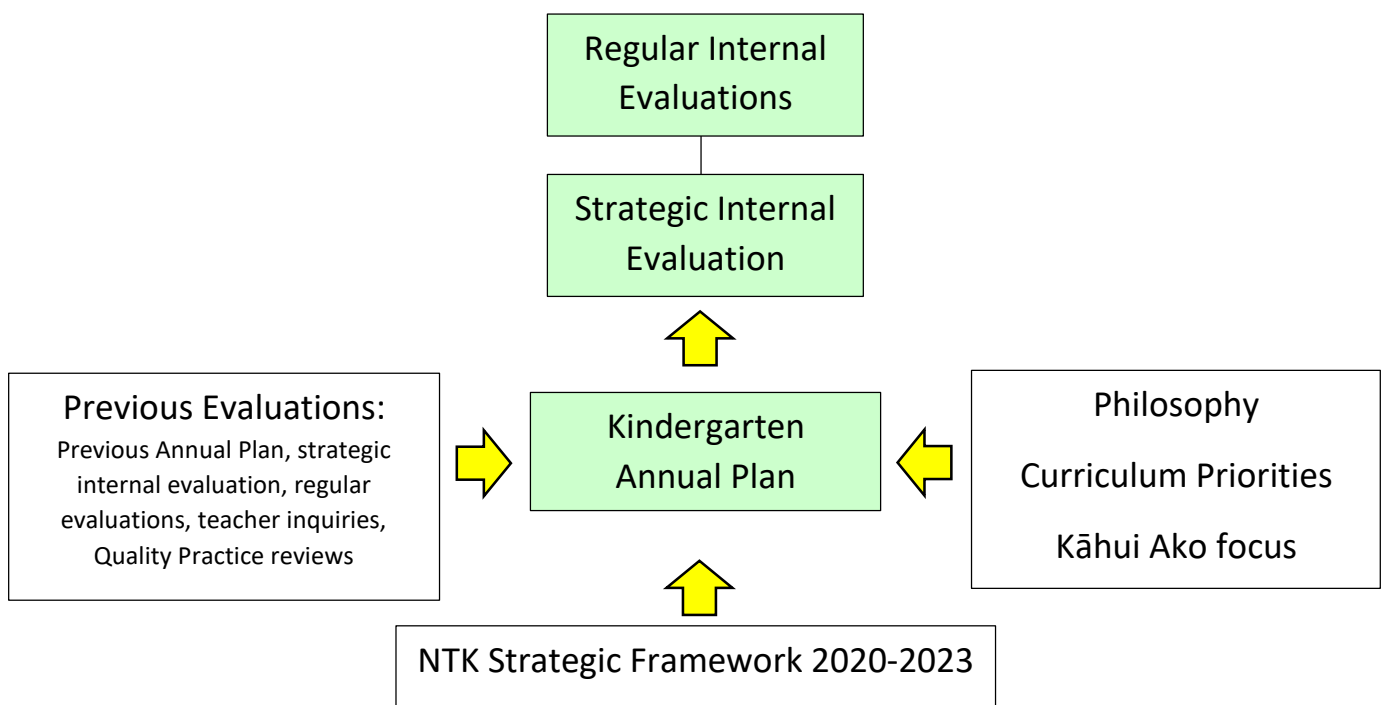 Regular Internal
Evaluations
Strategic Internal
Evaluation
Previous Evaluations:
Previous Annual Plan, strategic
internal evaluation, regular
evaluations, teacher inquiries,
Quality Practice reviews
Kindergarten
Annual Plan
Philosophy
Curriculum Priorities
Kāhui Ako focus
NTK Strategic Framework 2020-2023